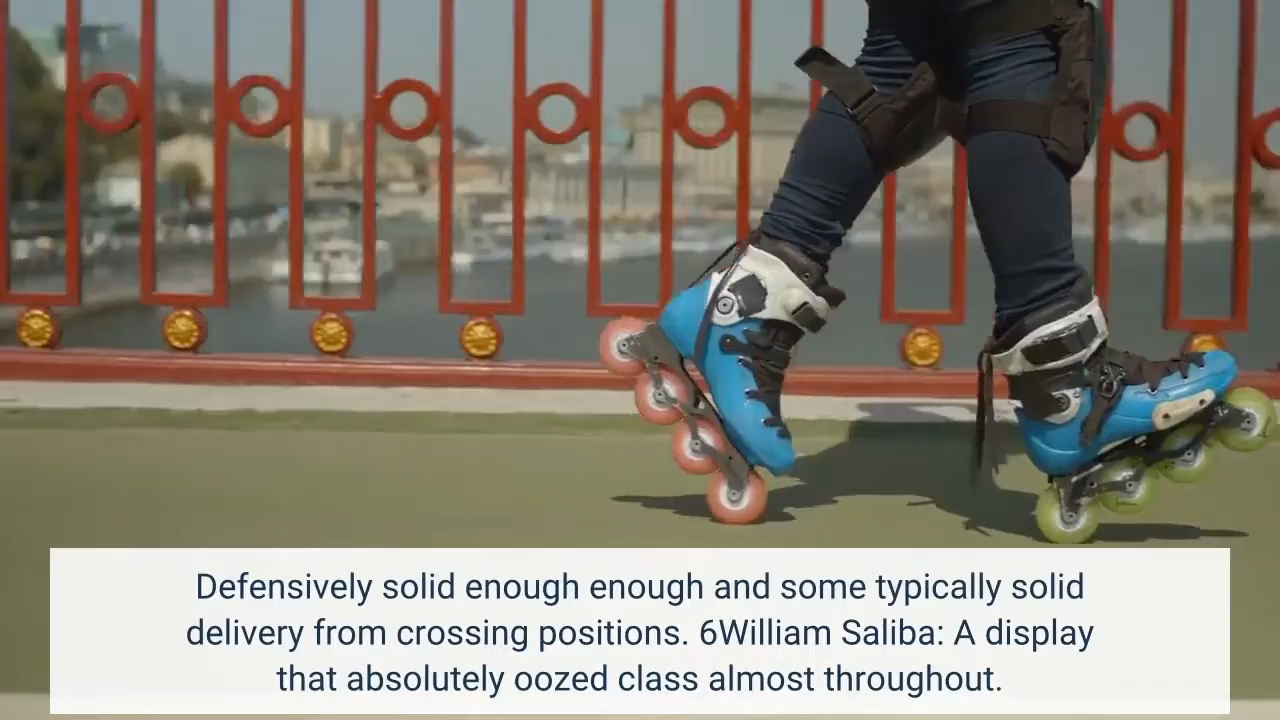 Defensively solid enough enough and some typically solid
delivery from crossing positions. 6William Saliba: A display
that absolutely oozed class almost throughout.